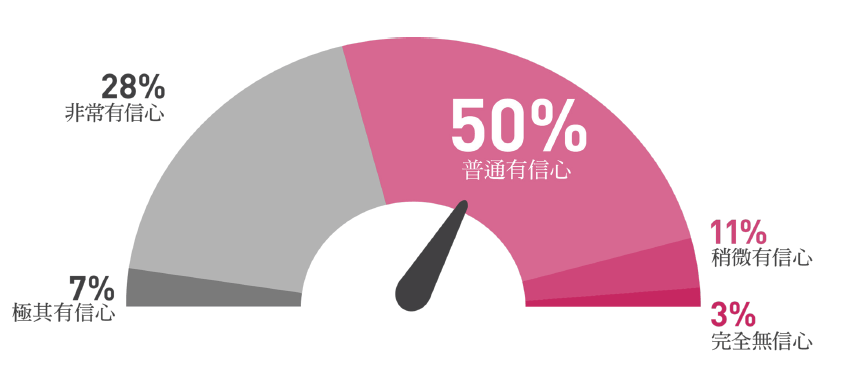 28%
非常有信心
50%
普通有信心
11%
稍微有信心
7%
極其有信心
3%
完全無信心